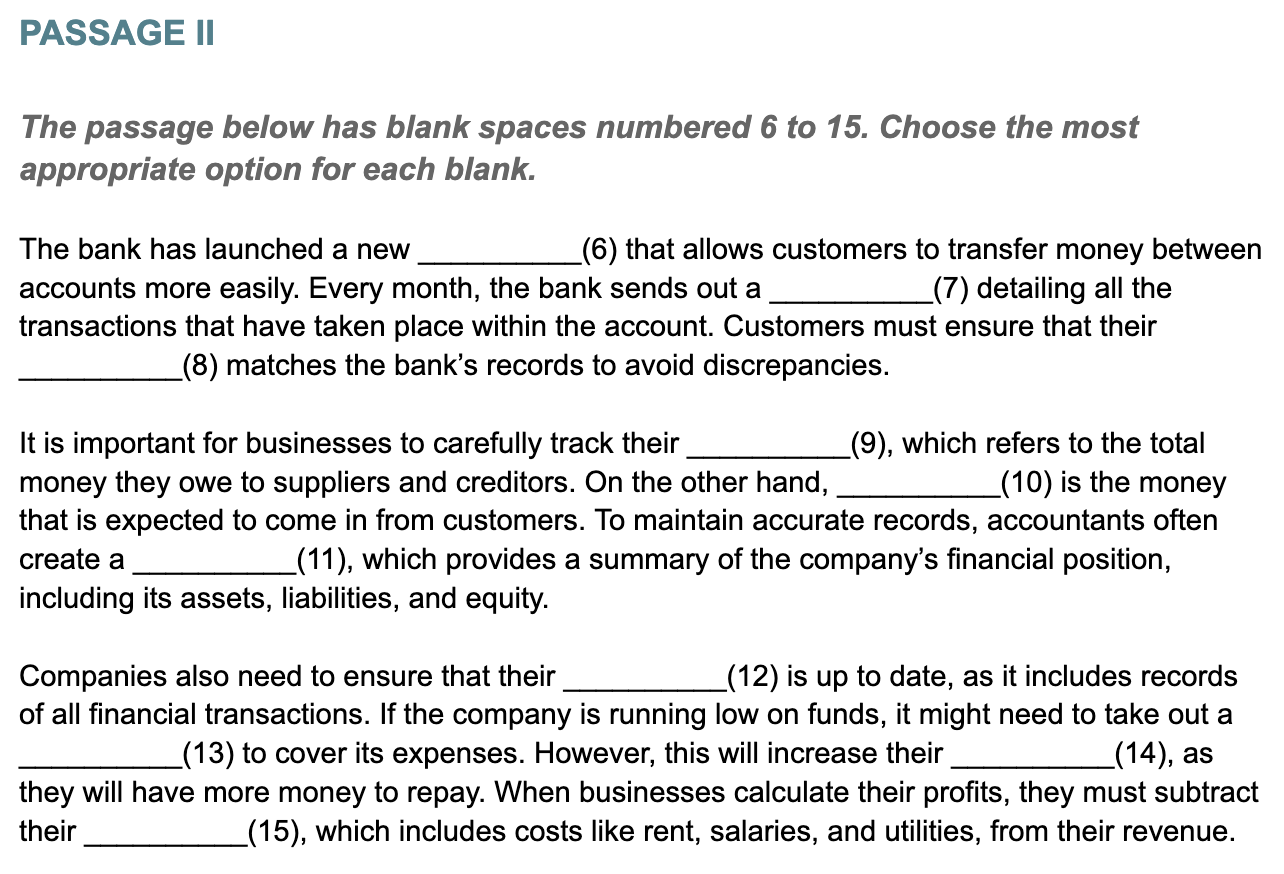 PASSAGE II
The passage below has blank spaces numbered 6 to 15. Choose the most
appropriate option for each blank.
The bank has launched a new __________(6) that allows customers to transfer money between
accounts more easily. Every month, the bank sends out a __________(7) detailing all the
transactions that have taken place within the account. Customers must ensure that their
__________(8) matches the bank’s records to avoid discrepancies.
It is important for businesses to carefully track their __________(9), which refers to the total
money they owe to suppliers and creditors. On the other hand, __________(10) is the money
that is expected to come in from customers. To maintain accurate records, accountants often
create a __________(11), which provides a summary of the company’s financial position,
including its assets, liabilities, and equity.
Companies also need to ensure that their __________(12) is up to date, as it includes records
of all financial transactions. If the company is running low on funds, it might need to take out a
__________(13) to cover its expenses. However, this will increase their __________(14), as
they will have more money to repay. When businesses calculate their profits, they must subtract
their __________(15), which includes costs like rent, salaries, and utilities, from their revenue.